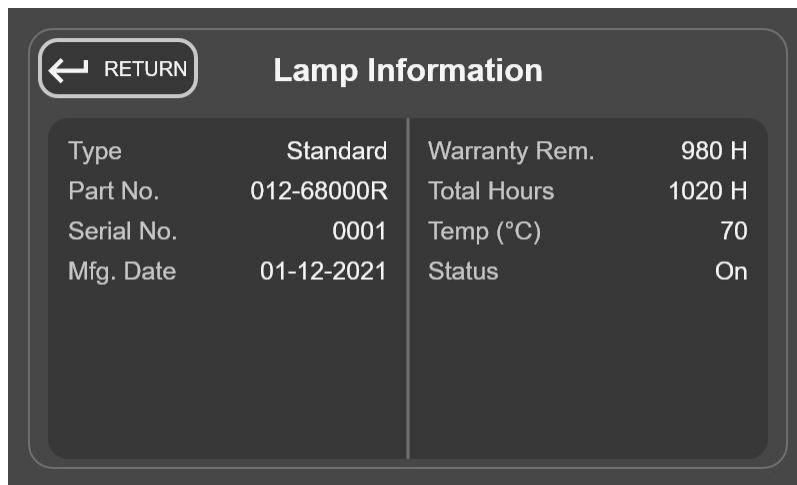 RETURN
Lamp Information
Type Standard
Part No. 012-68000R
Serial No. 0001
Mfg. Date 01-12-2021
Warranty Rem. 980 H
Total Hours 1020 H
Temp (°C) 70
Status On